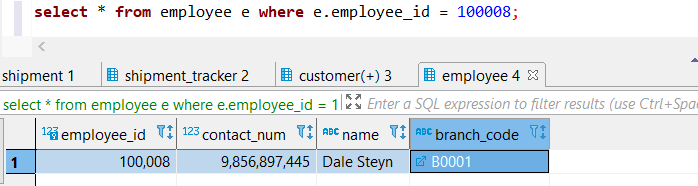 select * from employee e where e.employee_id = 100008;
shipment 1 shipment_tracker 2 customer(+) 3 employee 4
select * from employee e where e.employee_id = 1 Enter a SQL expression to filter results (use Ctrl+Spa
employee_id contact_num name branch_code
1 100,008 9,856,897,445 Dale Steyn B0001